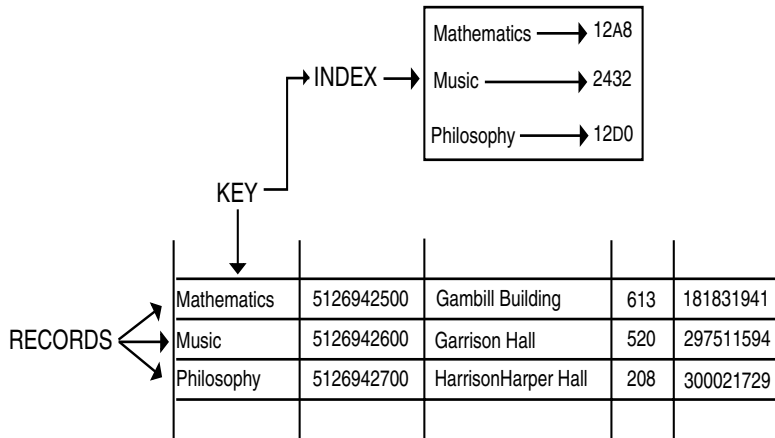 Mathematics 12A8
INDEX Music 2432
Philosophy 12D0
KEY
Mathematics 5126942500 Gambill Building 613 181831941
RECORDS Music 5126942600 Garrison Hall 520 297511594
Philosophy 5126942700 HarrisonHarper Hall 208 300021729